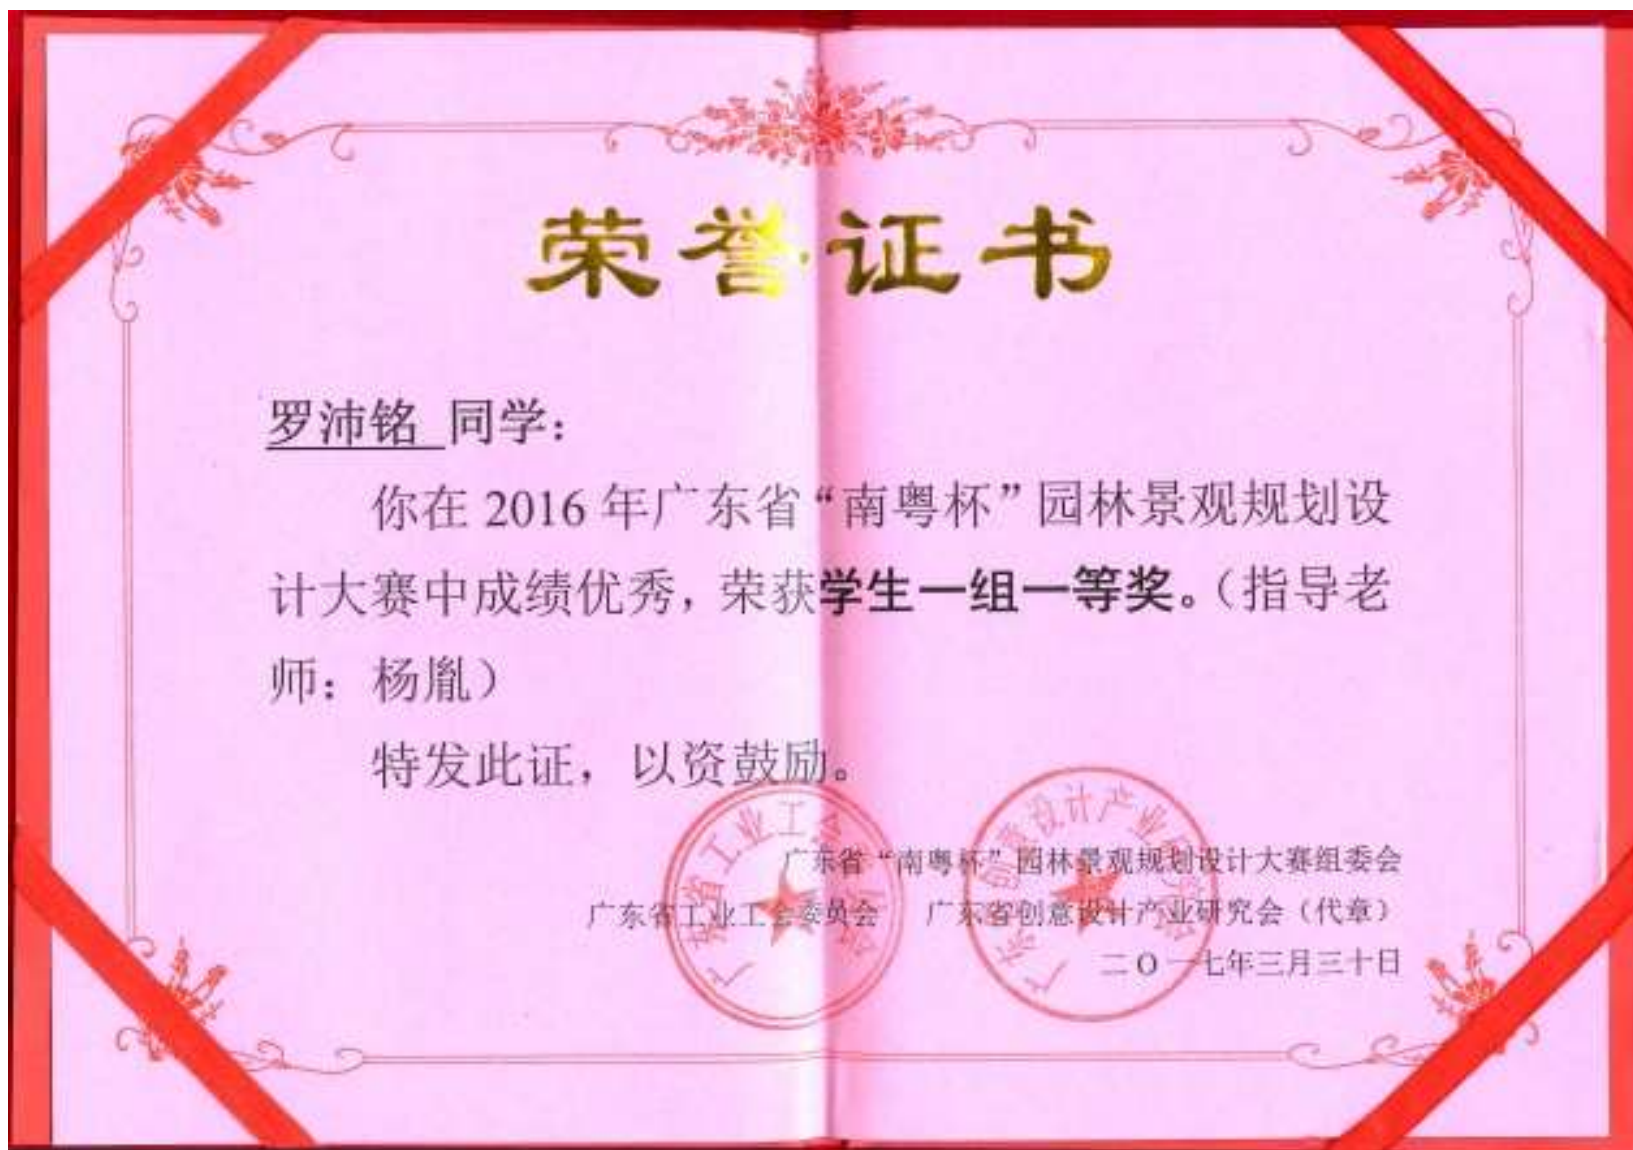 荣誉证书
罗沛铭 同学：
你在 2016 年广东省“南粤杯”园林景观规划设
计大赛中成绩优秀，荣获学生一组一等奖。（指导老
师：杨胤）
特发此证，以资鼓励。
广东省“南粤杯”园林景观规划设计大赛组委会
广东省工业工会委员会 广东省创意设计产业研究会（代章）
二O一七年三月三十日